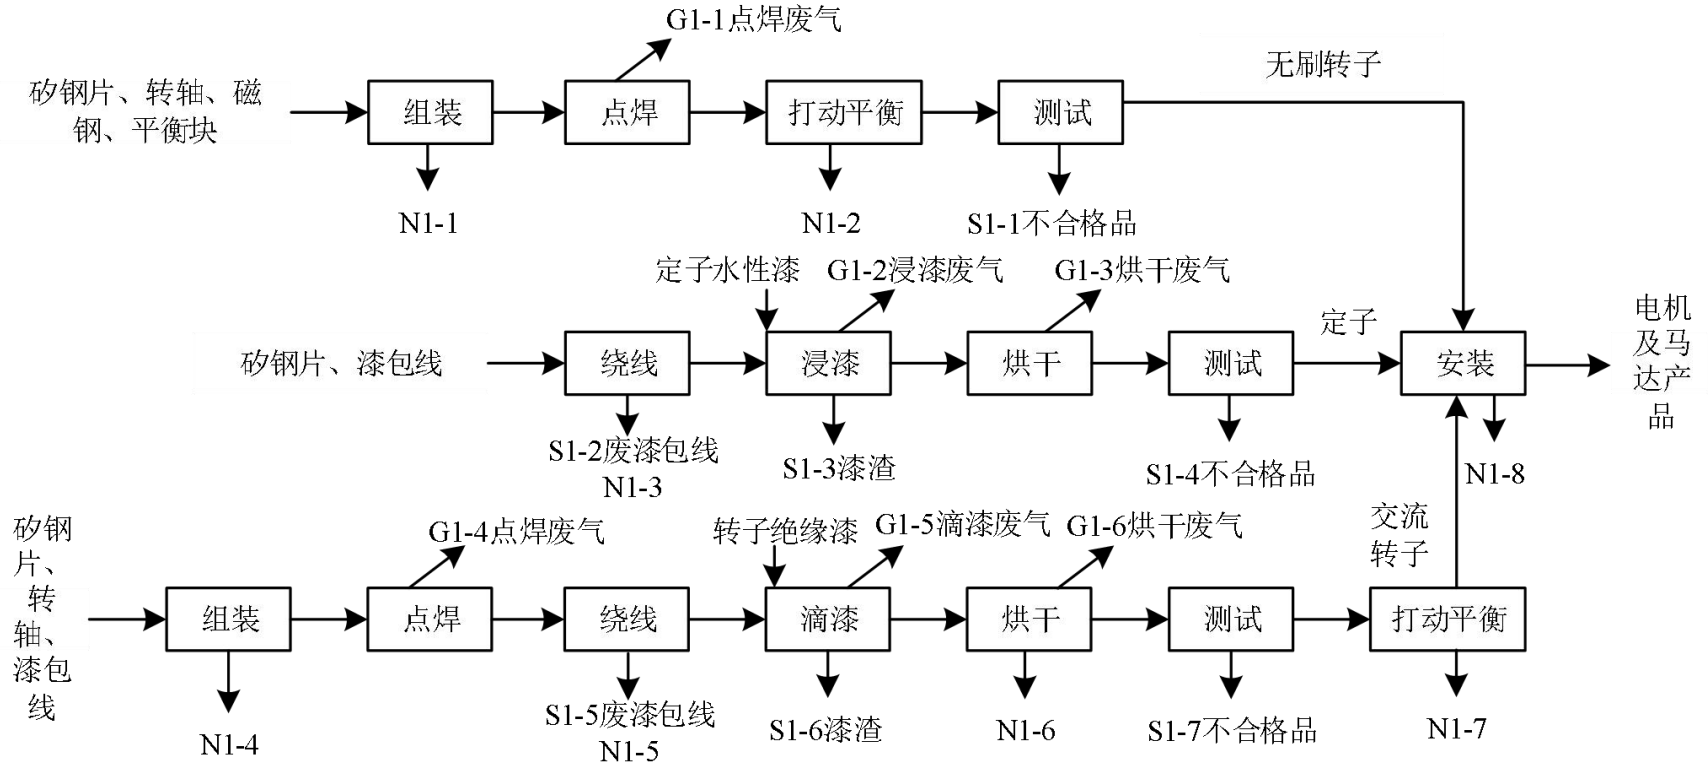 G1-1点焊废气
矽钢片、转轴、磁
钢、平衡块
组装
点焊
打动平衡
测试
无刷转子
N1-1
N1-2
S1-1不合格品
定子水性漆
G1-2浸漆废气
G1-3烘干废气
矽钢片、漆包线
绕线
浸漆
烘干
测试
定子
安装
电机
及马
达产
品
S1-2废漆包线
N1-3
S1-3漆渣
S1-4不合格品
N1-8
矽钢
片、
转
轴、
漆包
线
G1-4点焊废气
转子绝缘漆
G1-5滴漆废气
G1-6烘干废气
交流
转子
组装
点焊
绕线
滴漆
烘干
测试
打动平衡
N1-4
S1-5废漆包线
N1-5
S1-6漆渣
N1-6
S1-7不合格品
N1-7